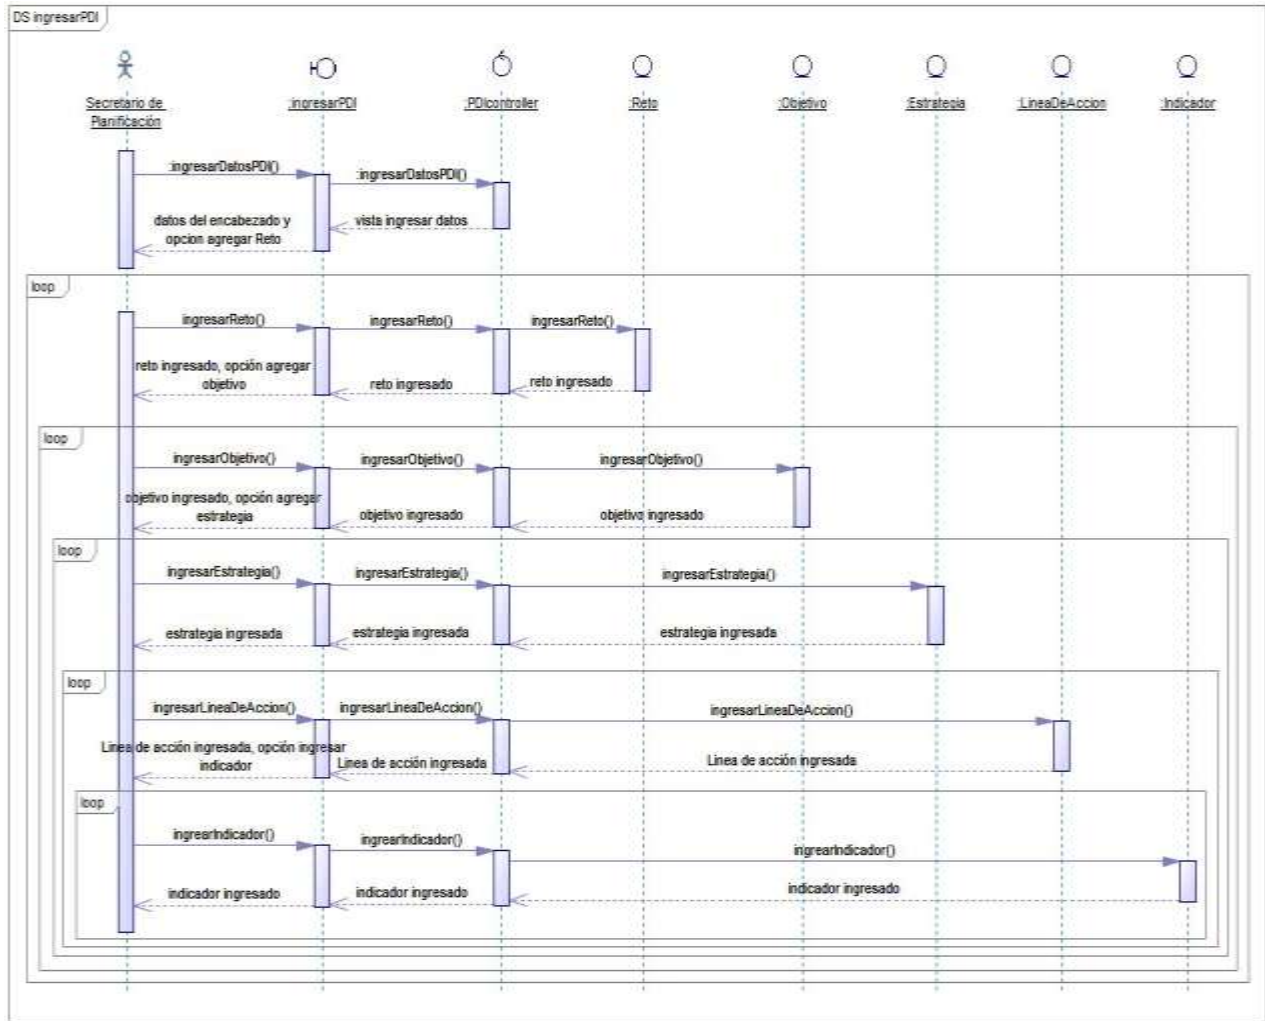 DS ingresarPDI
Secretario de
Planificación
:ingresarPDI
:PDIcontroller
:Reto
:Objetivo
:Estrategia
:LineaDeAccion
:Indicador
:ingresarDatosPDI()
:ingresarDatosPDI()
datos del encabezado y
opcion agregar Reto
vista ingresar datos
loop
ingresarReto()
ingresarReto()
ingresarReto()
reto ingresado, opción agregar
objetivo
reto ingresado
reto ingresado
loop
ingresarObjetivo()
ingresarObjetivo()
ingresarObjetivo()
objetivo ingresado, opción agregar
estrategia
objetivo ingresado
objetivo ingresado
loop
ingresarEstrategia()
ingresarEstrategia()
ingresarEstrategia()
estrategia ingresada
estrategia ingresada
estrategia ingresada
loop
ingresarLineaDeAccion()
ingresarLineaDeAccion()
ingresarLineaDeAccion()
Linea de acción ingresada, opción ingresar
indicador
Linea de acción ingresada
Linea de acción ingresada
loop
ingrearIndicador()
ingrearIndicador()
ingrearIndicador()
indicador ingresado
indicador ingresado
indicador ingresado